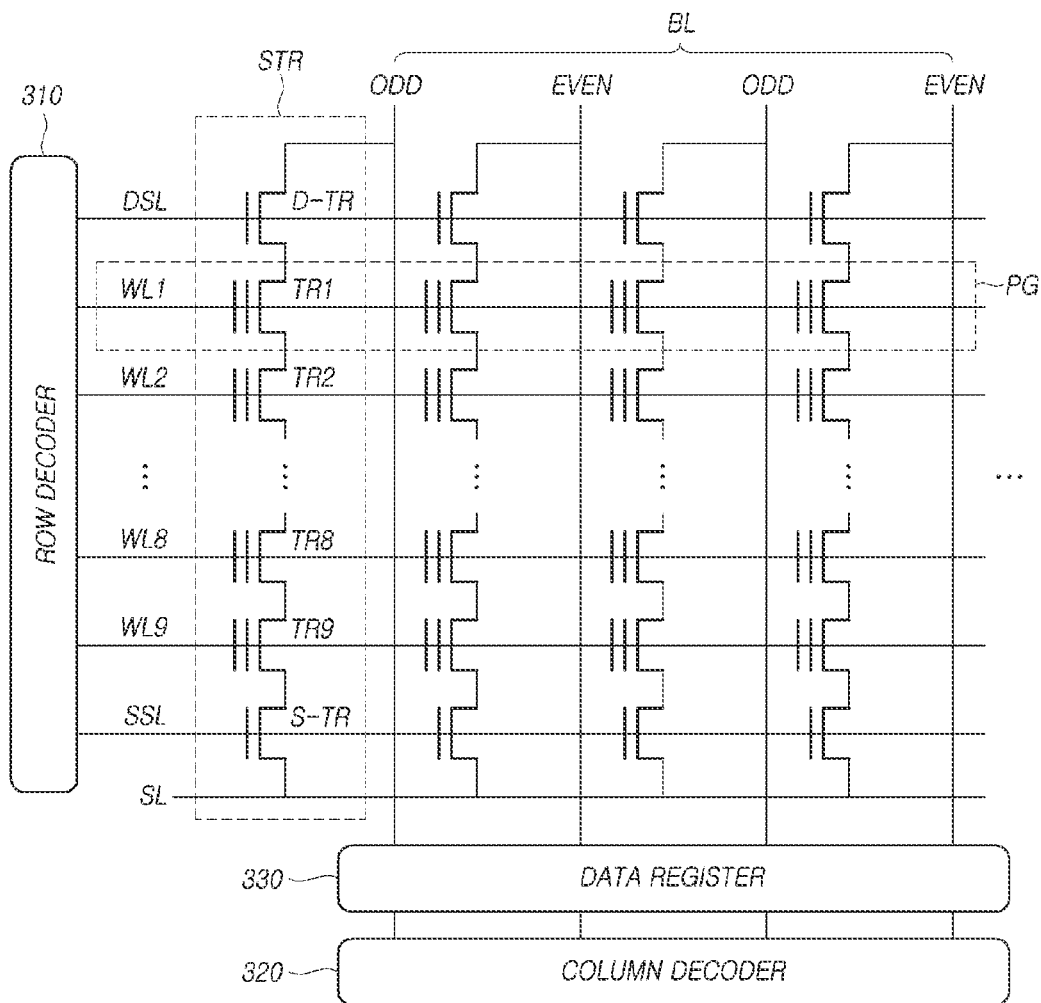 BL
STR
ODD EVEN ODD EVEN
310
DSL D-TR
WL1 TR1 PG
WL2 TR2
ROW DECODER
... ... ... ... ... ... ...
WL8 TR8
WL9 TR9
SSL S-TR
SL
330 DATA REGISTER
320 COLUMN DECODER